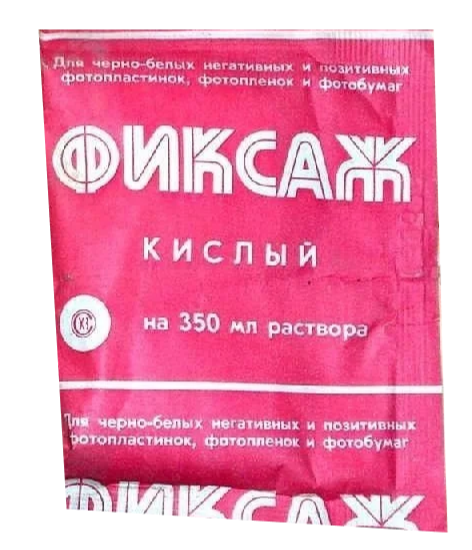 Для черно-белых негативных и позитивных
фотопластинок, фотопленок и фотобумаг
ФИКСАЖ
КИСЛЫЙ
на 350 мл раствора
Для черно-белых негативных и позитивных
фотопластинок, фотопленок и фотобумаг
ФИКСАЖ